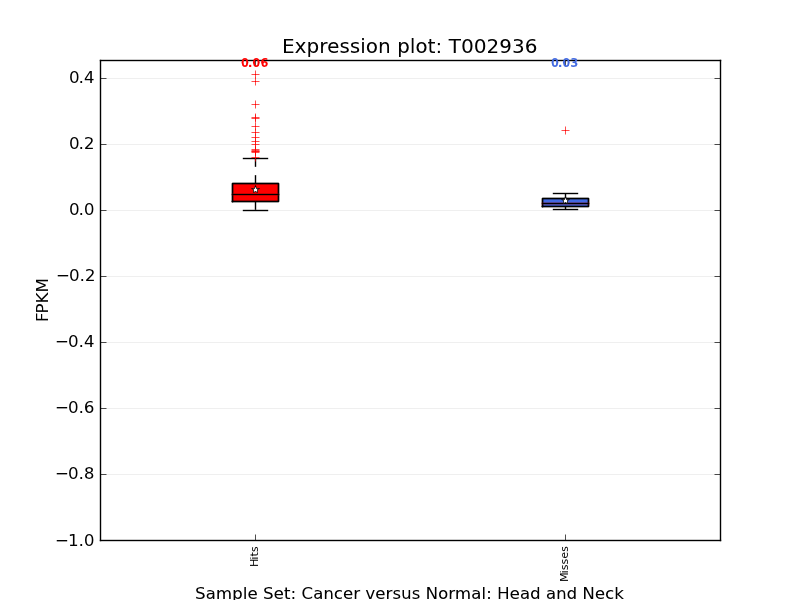 Expression plot: T002936
0.06
0.03
0.4
0.2
0.0
−0.2
−0.4
−0.6
−0.8
−1.0
FPKM
Hits
Misses
Sample Set: Cancer versus Normal: Head and Neck